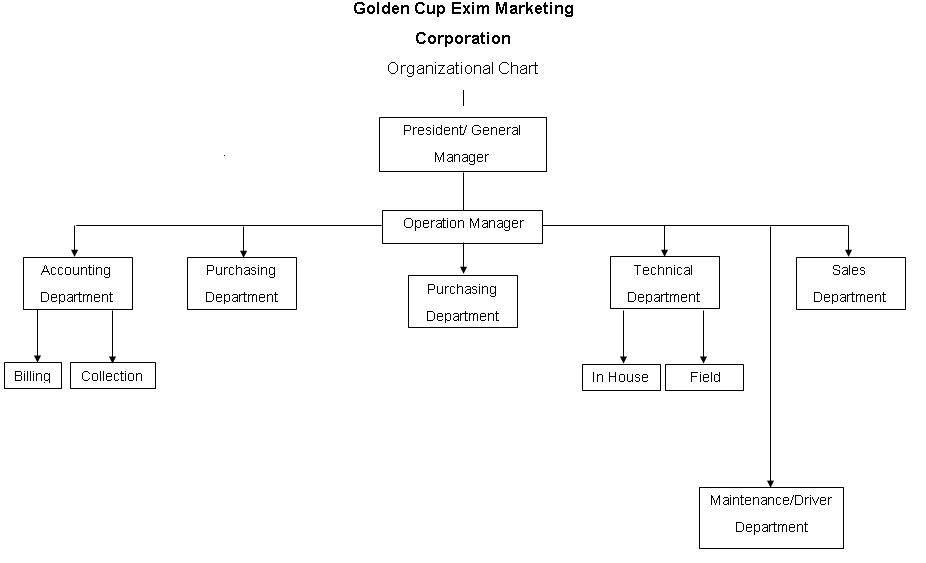 Golden Cup Exim Marketing
Corporation
Organizational Chart
President/ General
Manager
Operation Manager
Accounting
Department
Purchasing
Department
Purchasing
Department
Technical
Department
Sales
Department
Billing
Collection
In House
Field
Maintenance/Driver
Department